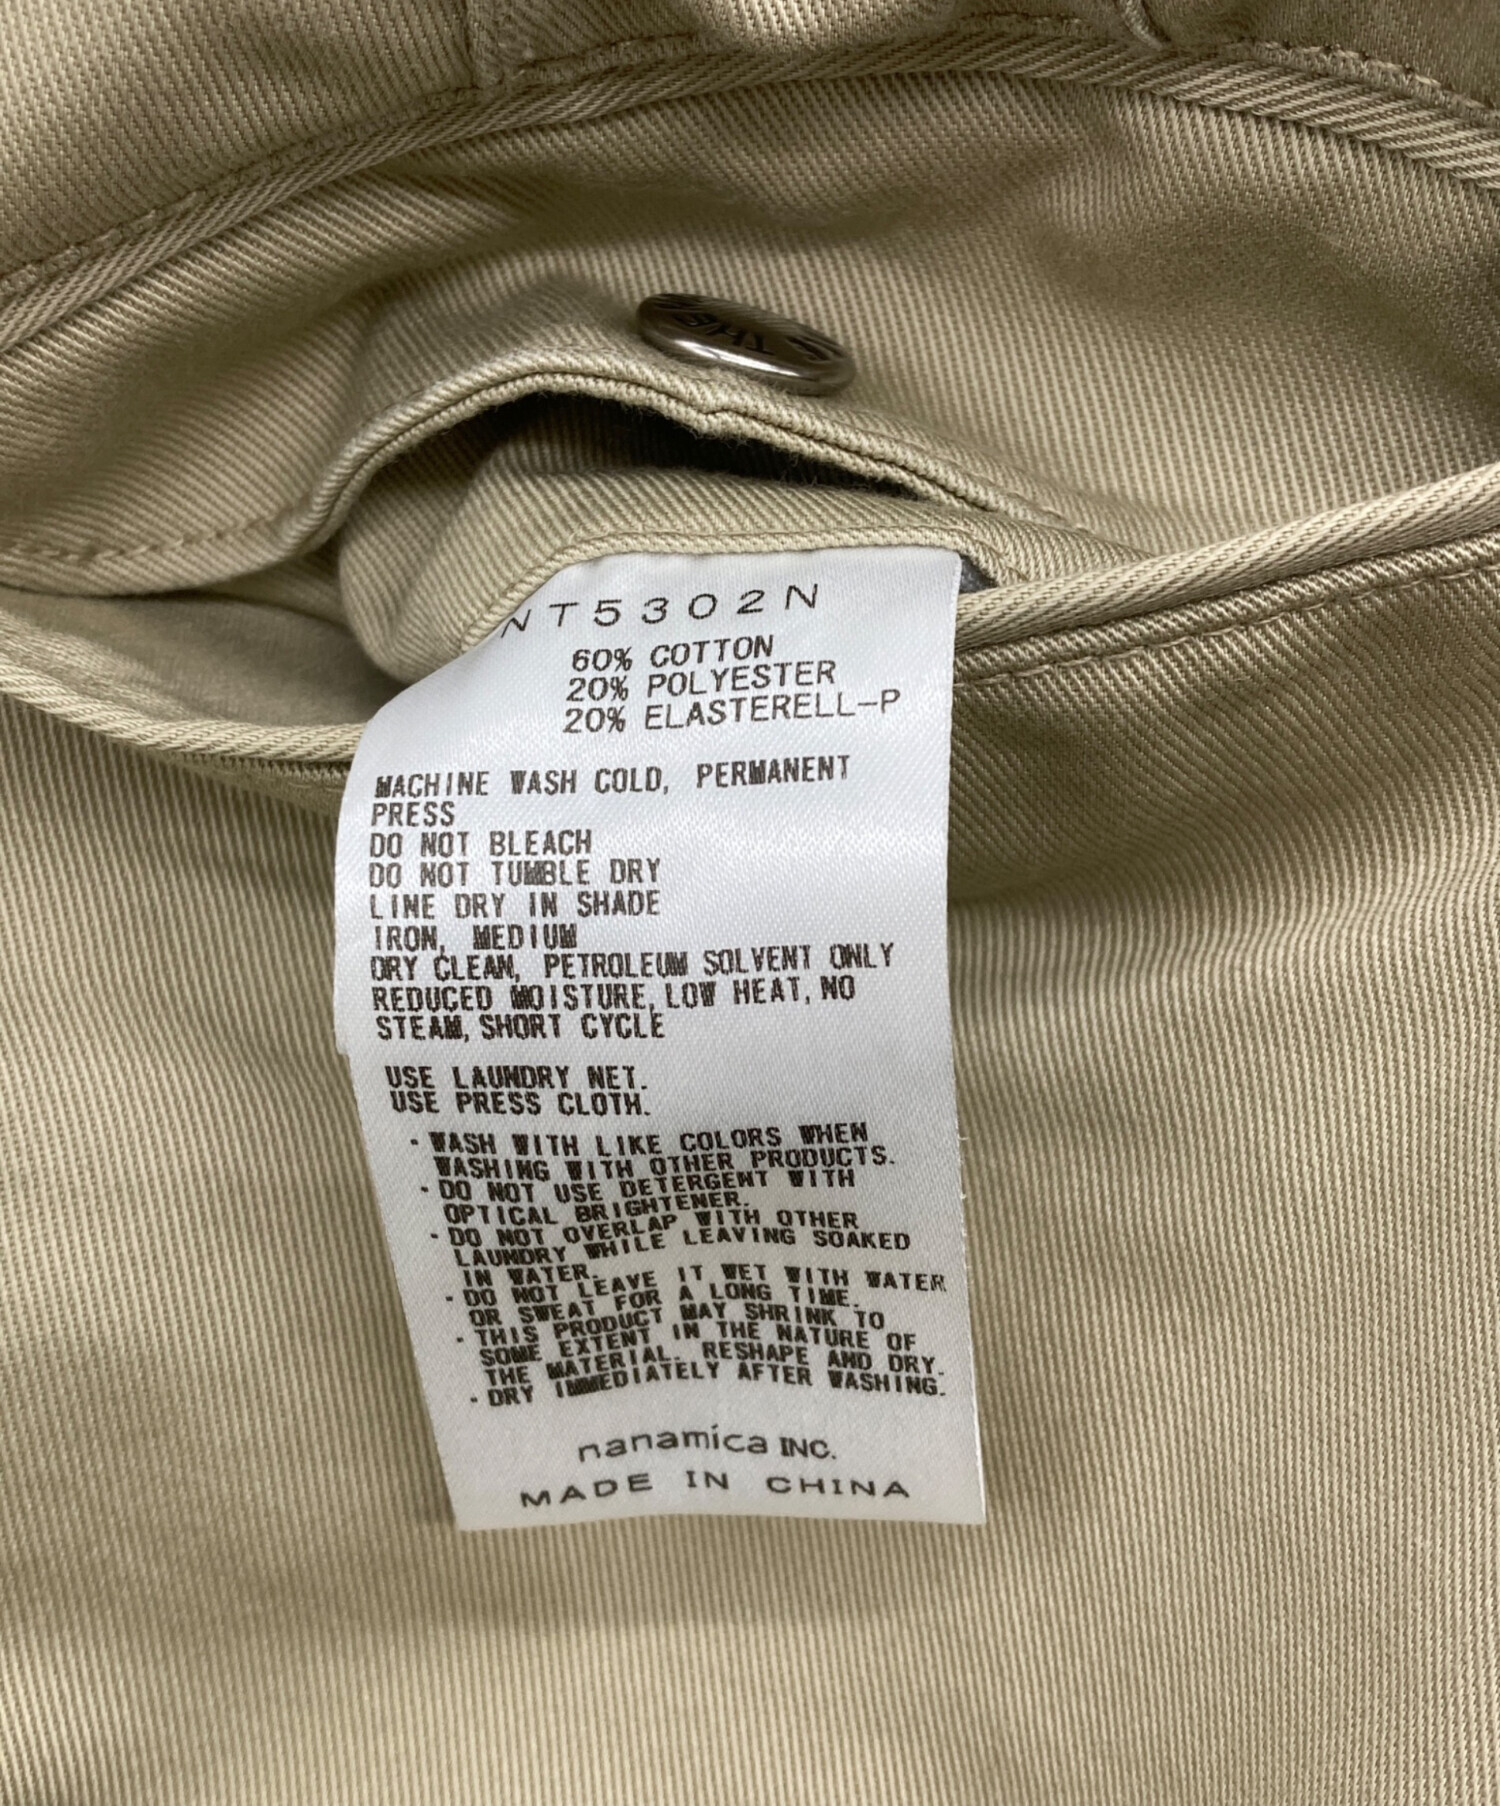 NT5302N
60% COTTON
20% POLYESTER
20% ELASTERELL-P
MACHINE WASH COLD, PERMANENT
PRESS
DO NOT BLEACH
DO NOT TUMBLE DRY
LINE DRY IN SHADE
IRON, MEDIUM
DRY CLEAN, PETROLEUM SOLVENT ONLY
REDUCED MOISTURE, LOW HEAT, NO
STEAM, SHORT CYCLE
USE LAUNDRY NET.
USE PRESS CLOTH.
・WASH WITH LIKE COLORS WHEN
WASHING WITH OTHER PRODUCTS.
・DO NOT USE DETERGENT WITH
OPTICAL BRIGHTENER.
・DO NOT OVERLAP WITH OTHER
LAUNDRY WHILE LEAVING SOAKED
IN WATER.
・DO NOT LEAVE IT WET WITH WATER
OR SWEAT FOR A LONG TIME.
・THIS PRODUCT MAY SHRINK TO
SOME EXTENT IN THE NATURE OF
THE MATERIAL. RESHAPE AND DRY.
・DRY IMMEDIATELY AFTER WASHING.
nanamica INC.
MADE IN CHINA